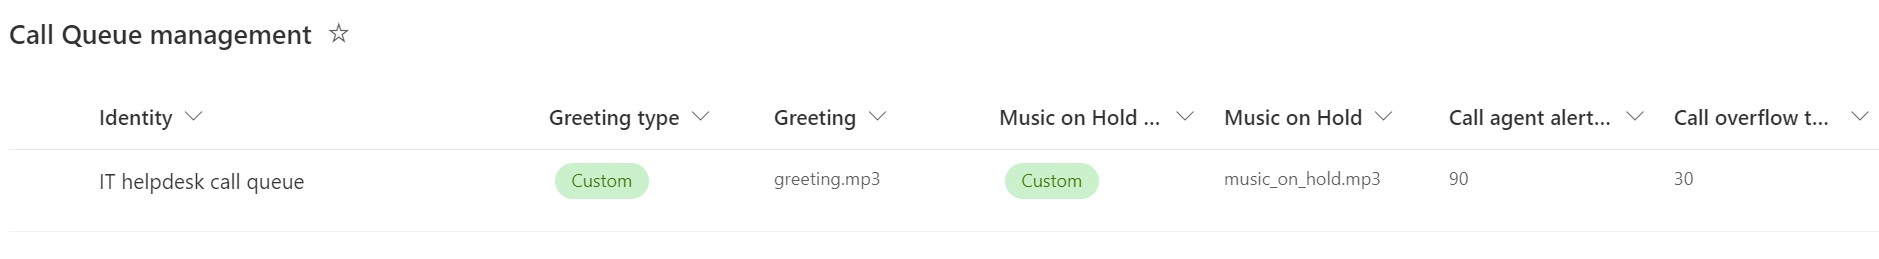 Call Queue management
Identity Greeting type Greeting Music on Hold ... Music on Hold Call agent alert... Call overflow t...
IT helpdesk call queue Custom greeting.mp3 Custom music_on_hold.mp3 90 30